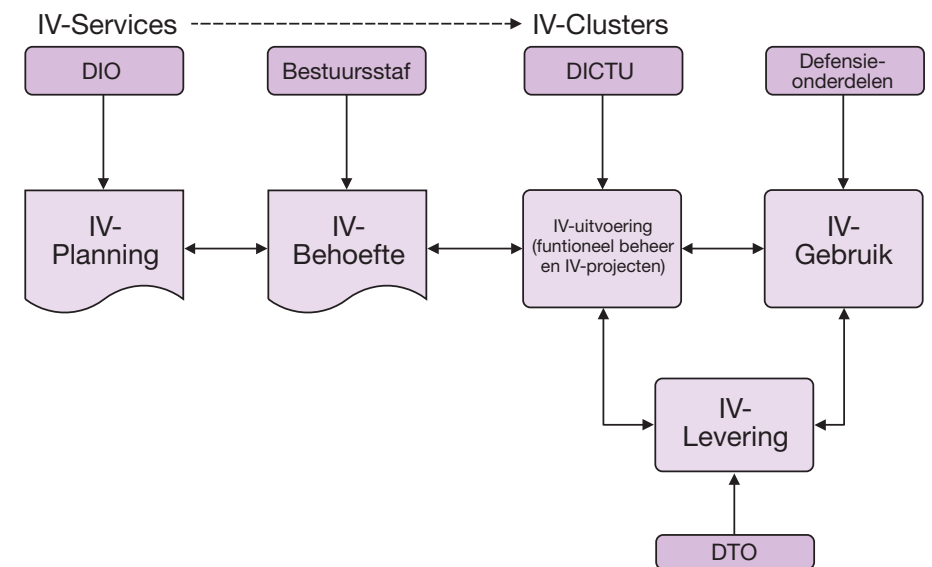 IV-Services
IV-Clusters
DIO
Bestuursstaf
DICTU
Defensie-
onderdelen
IV-
Planning
IV-
Behoefte
IV-uitvoering
(funtioneel beheer
en IV-projecten)
IV-
Gebruik
IV-
Levering
DTO